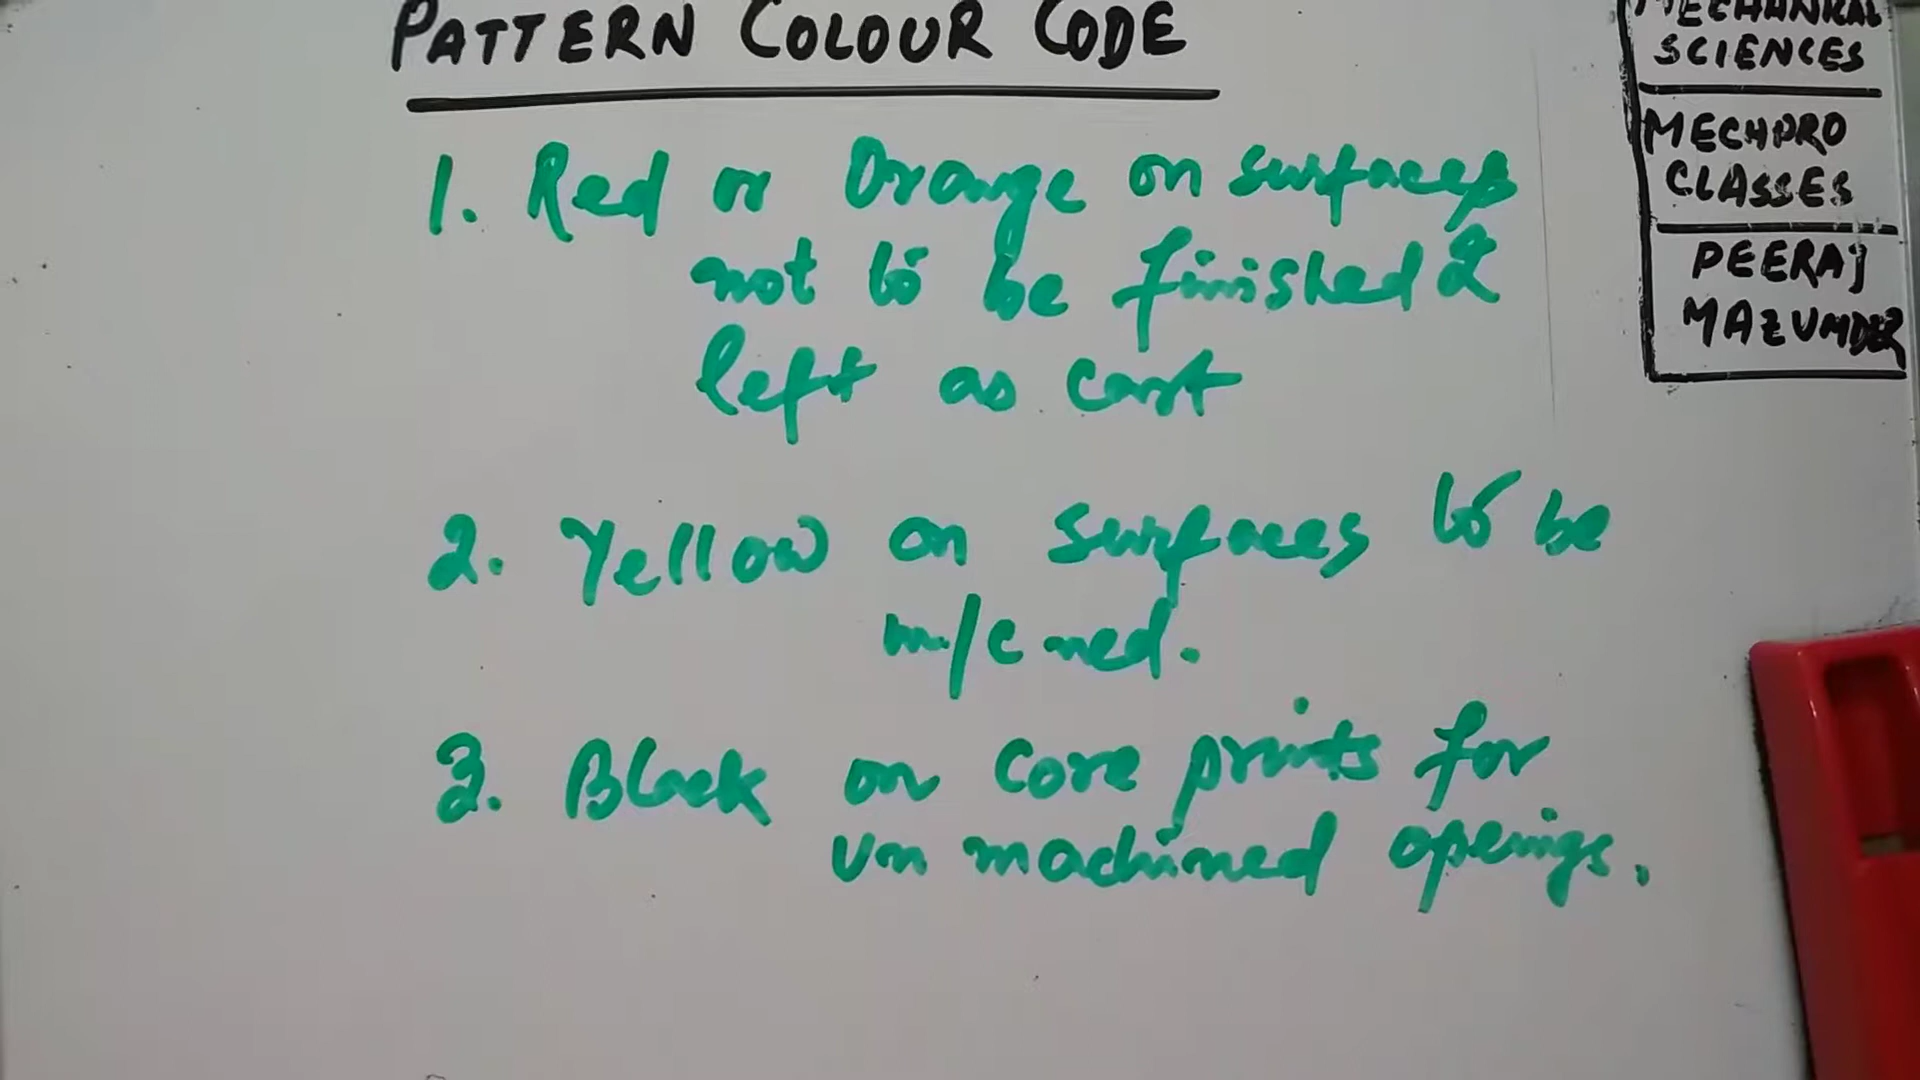 PATTERN COLOUR CODE
1. Red or Orange on surfaces
not to be finished &
left as cast
2. Yellow on surfaces to be
m/c ned.
3. Black on core prints for
un machined openings.
MECHANICAL
SCIENCES
MECHPRO
CLASSES
PEERAJ
MAZUMDER